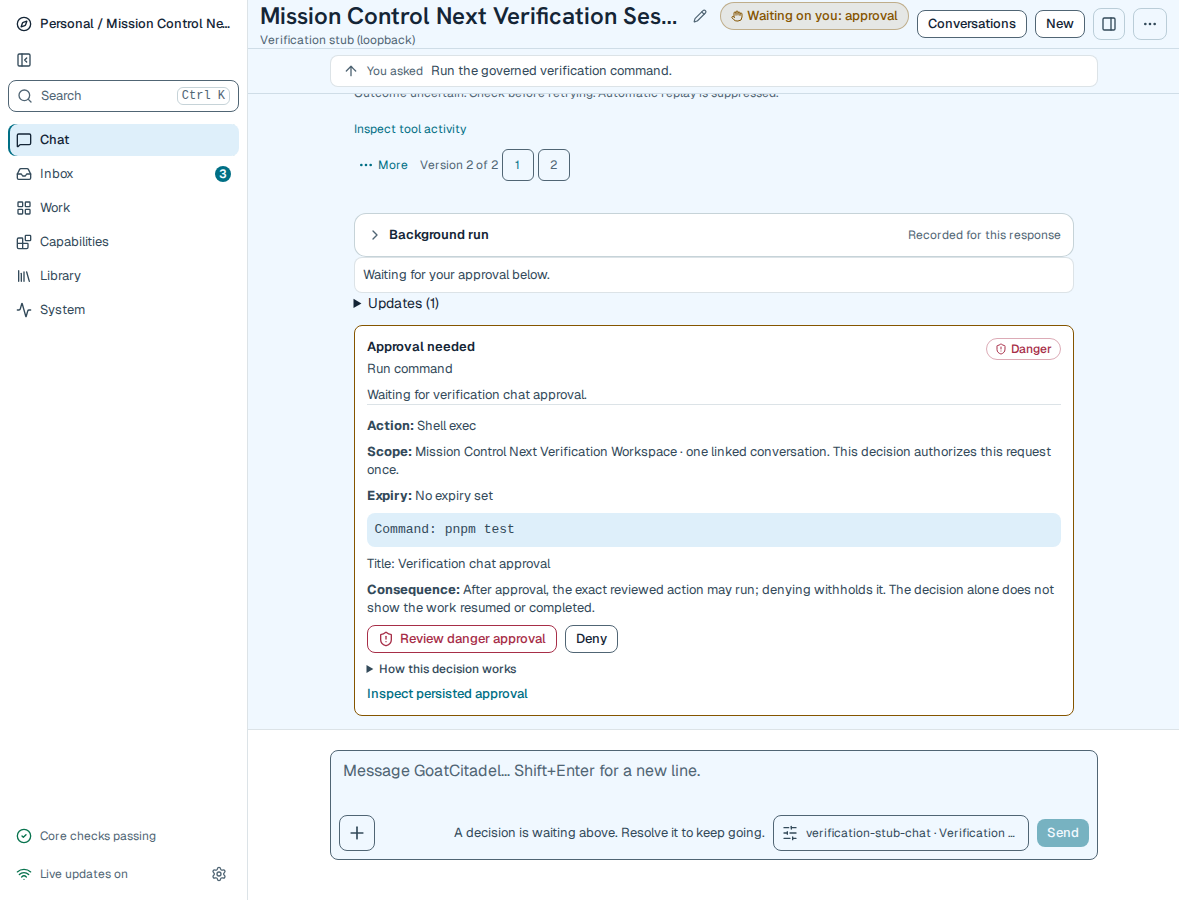 Personal / Mission Control Ne...
Search
Ctrl K
Chat
Inbox
3
Work
Capabilities
Library
System
Core checks passing
Live updates on
Mission Control Next Verification Ses...
Verification stub (loopback)
Waiting on you: approval
Conversations
New
You asked Run the governed verification command.
Outcome uncertain. Check before retrying. Automatic replay is suppressed.
Inspect tool activity
More
Version 2 of 2
1
2
Background run
Recorded for this response
Waiting for your approval below.
Updates (1)
Approval needed
Danger
Run command
Waiting for verification chat approval.
Action: Shell exec
Scope: Mission Control Next Verification Workspace · one linked conversation. This decision authorizes this request
once.
Expiry: No expiry set
Command: pnpm test
Title: Verification chat approval
Consequence: After approval, the exact reviewed action may run; denying withholds it. The decision alone does not
show the work resumed or completed.
Review danger approval
Deny
How this decision works
Inspect persisted approval
Message GoatCitadel... Shift+Enter for a new line.
A decision is waiting above. Resolve it to keep going.
verification-stub-chat · Verification ...
Send